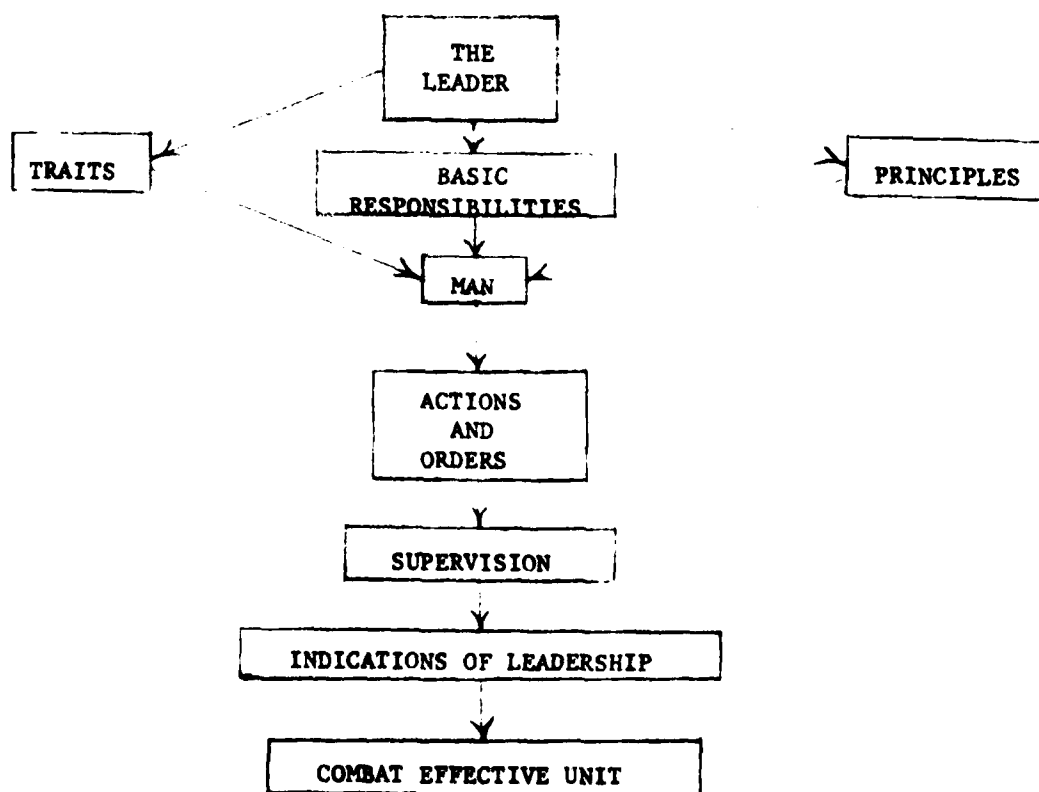 THE
LEADER
TRAITS
BASIC
RESPONSIBILITIES
PRINCIPLES
MAN
ACTIONS
AND
ORDERS
SUPERVISION
INDICATIONS OF LEADERSHIP
COMBAT EFFECTIVE UNIT